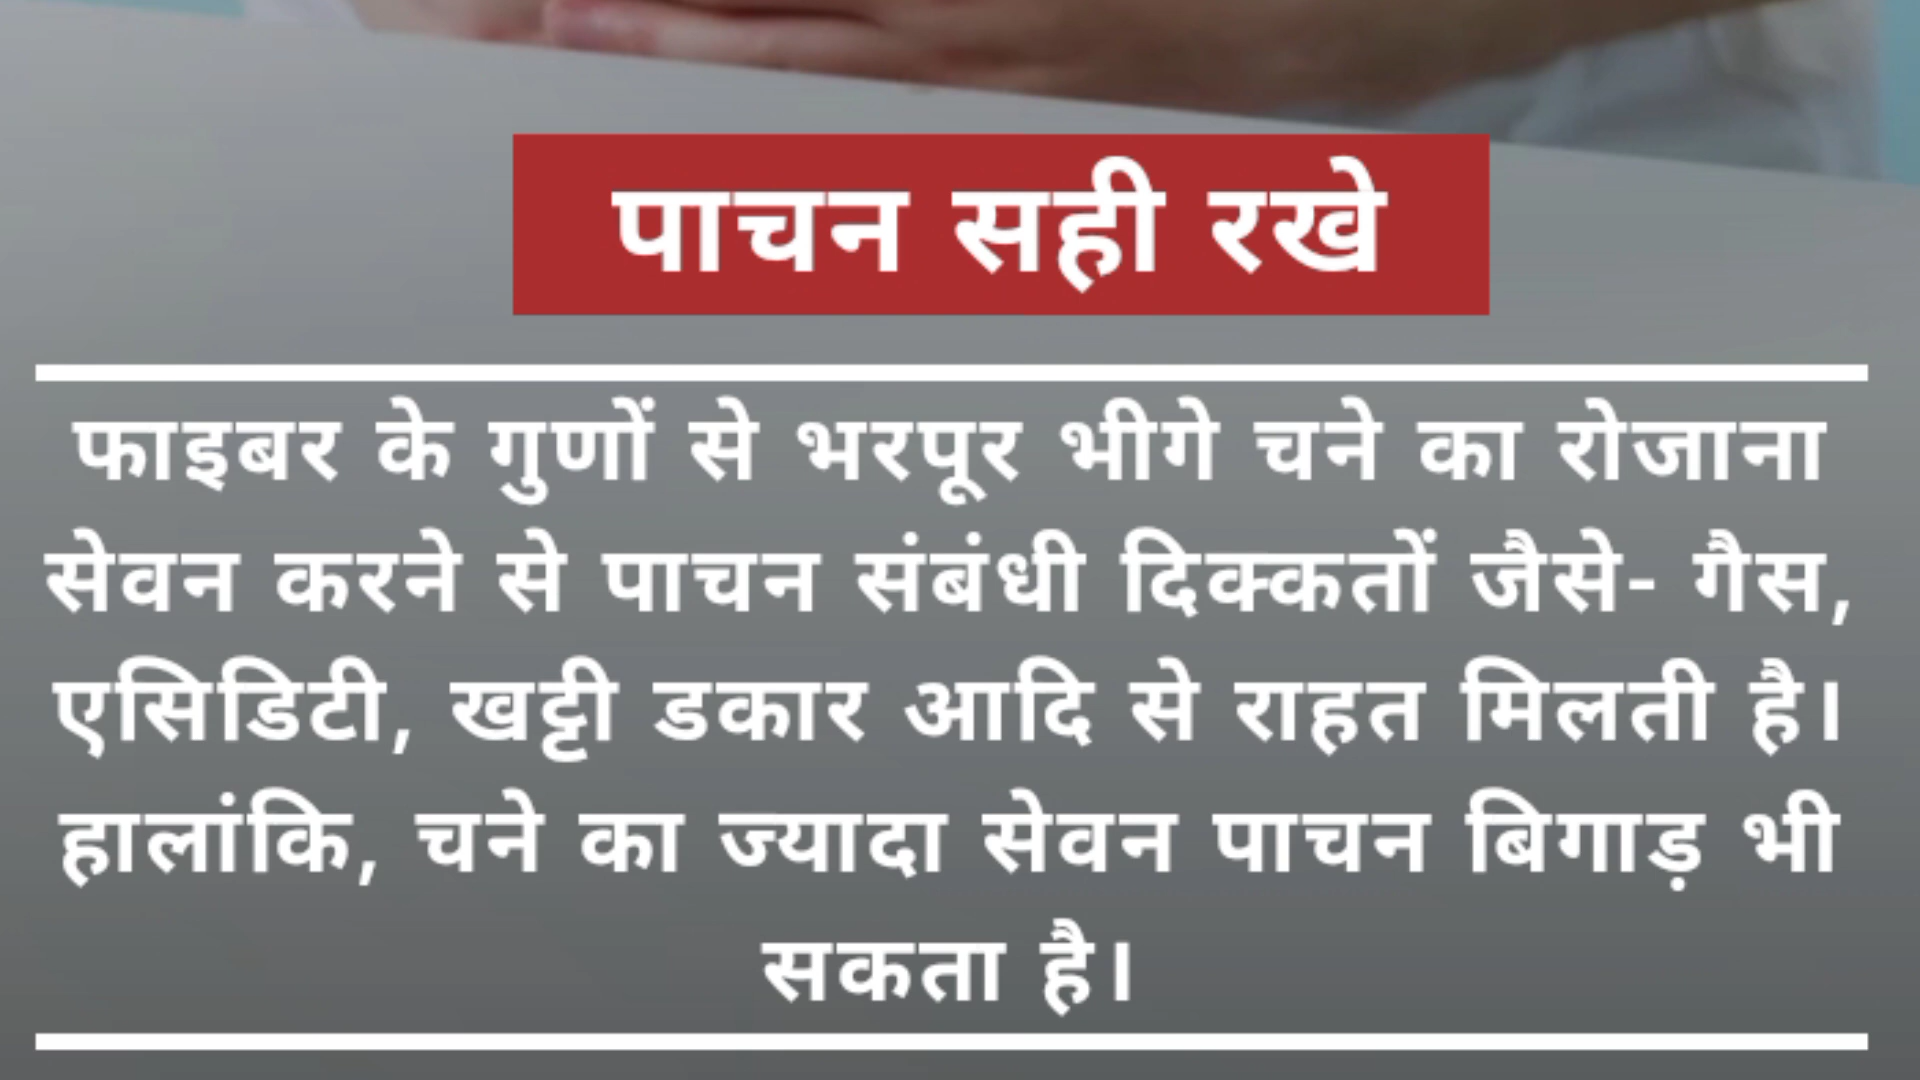 पाचन सही रखे
फाइबर के गुणों से भरपूर भीगे चने का रोजाना
सेवन करने से पाचन संबंधी दिक्कतों जैसे- गैस,
एसिडिटी, खट्टी डकार आदि से राहत मिलती है।
हालांकि, चने का ज्यादा सेवन पाचन बिगाड़ भी
सकता है।